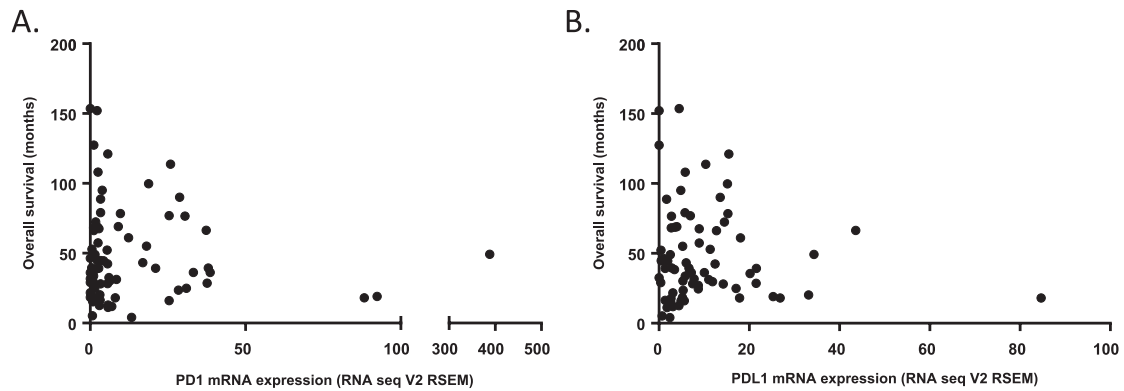 A.
200
150
100
50
0
Overall survival (months)
0 50 100 300 400 500
PD1 mRNA expression (RNA seq V2 RSEM)
B.
200
150
100
50
0
Overall survival (months)
0 20 40 60 80 100
PDL1 mRNA expression (RNA seq V2 RSEM)